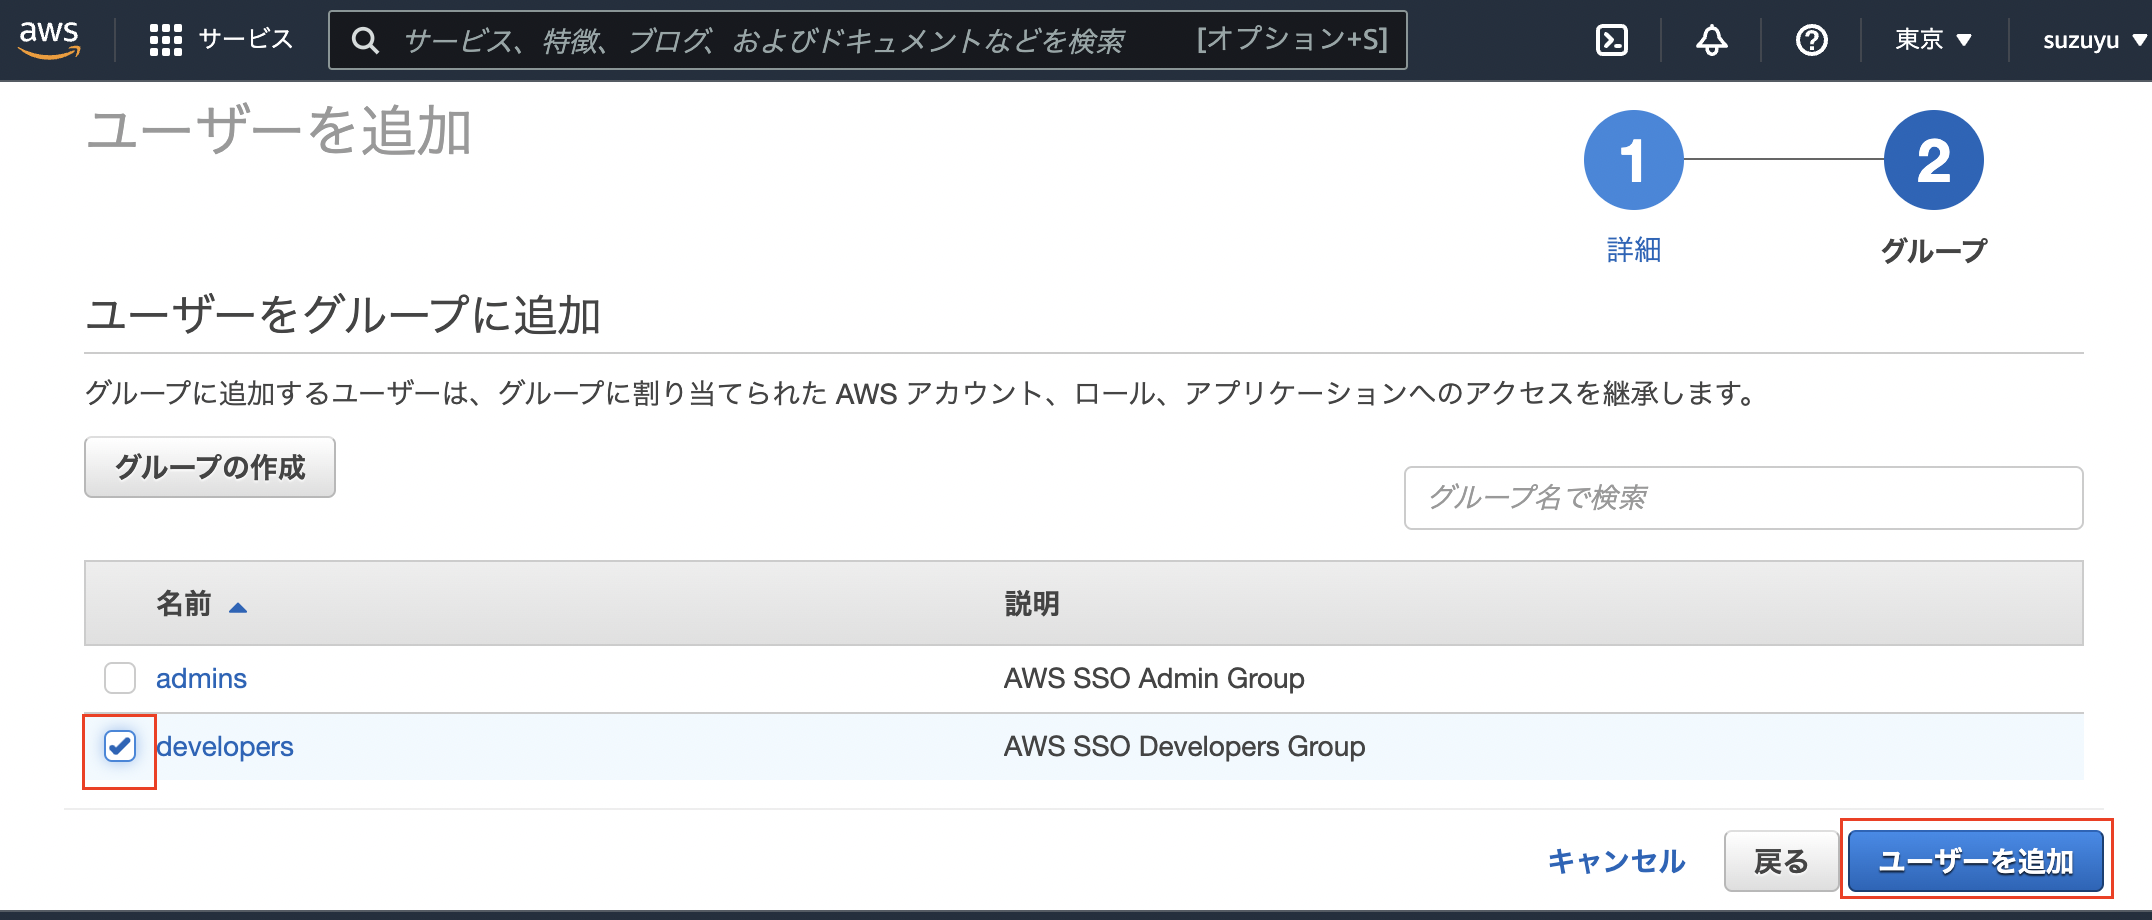 aws サービス サービス、特徴、ブログ、およびドキュメントなどを検索 [オプション+S] 東京 ▼ suzuyu ▼
ユーザーを追加
1 2
詳細 グループ
ユーザーをグループに追加
グループに追加するユーザーは、グループに割り当てられた AWS アカウント、ロール、アプリケーションへのアクセスを継承します。
グループの作成
グループ名で検索
名前 説明
admins AWS SSO Admin Group
developers AWS SSO Developers Group
キャンセル 戻る ユーザーを追加